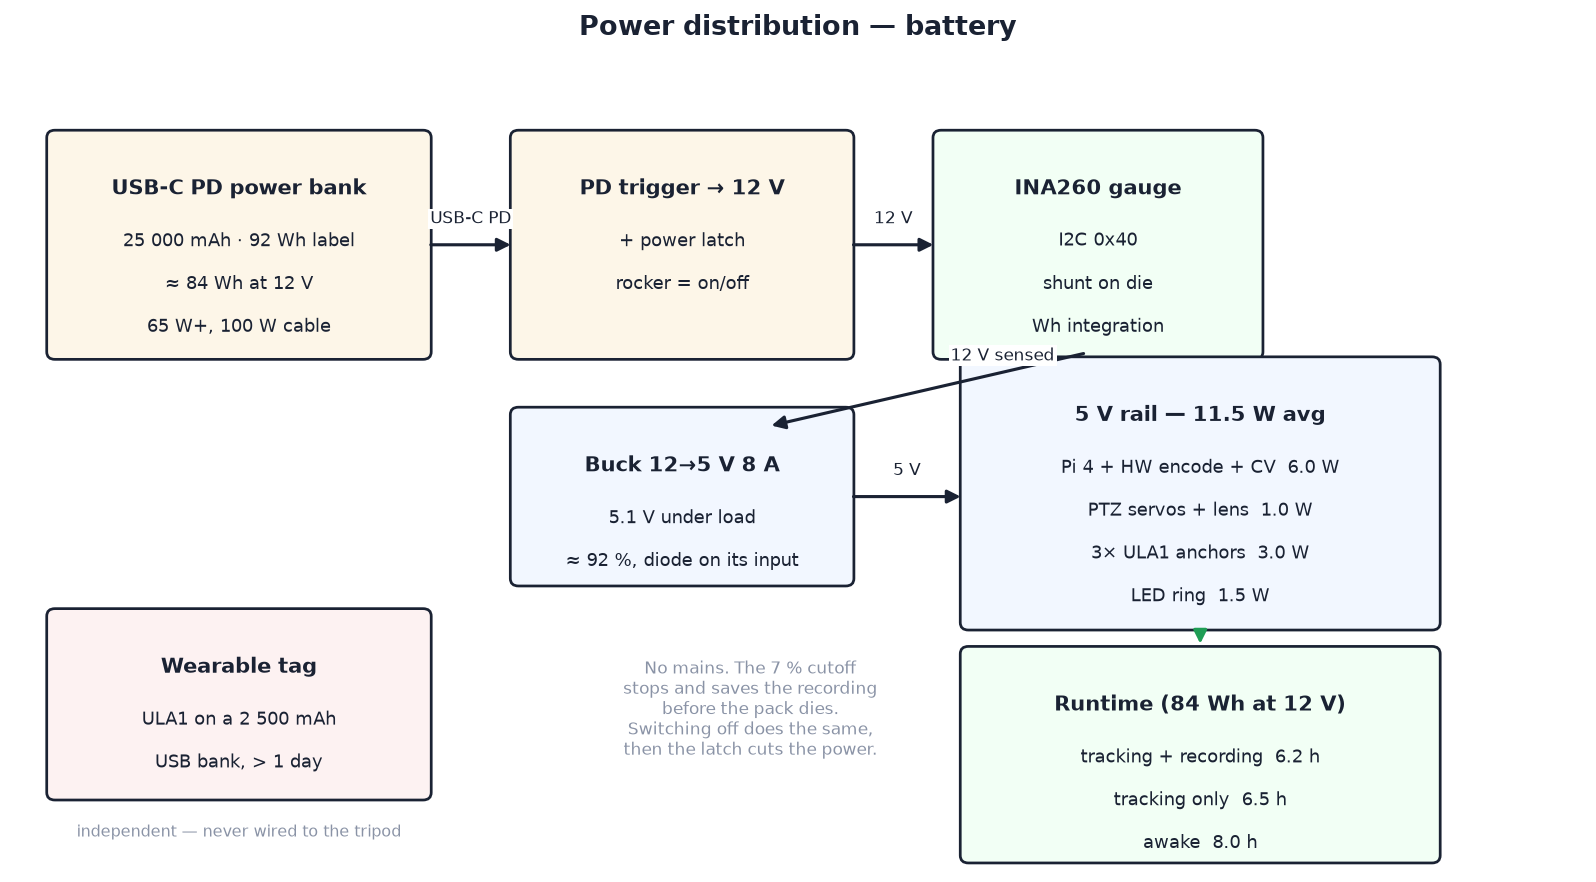 Power distribution — battery
USB-C PD power bank
25 000 mAh · 92 Wh label
≈ 84 Wh at 12 V
65 W+, 100 W cable
USB-C PD
PD trigger → 12 V
+ power latch
rocker = on/off
12 V
INA260 gauge
I2C 0x40
shunt on die
Wh integration
12 V sensed
Buck 12→5 V 8 A
5.1 V under load
≈ 92 %, diode on its input
5 V
5 V rail — 11.5 W avg
Pi 4 + HW encode + CV  6.0 W
PTZ servos + lens  1.0 W
3× ULA1 anchors  3.0 W
LED ring  1.5 W
Wearable tag
ULA1 on a 2 500 mAh
USB bank, > 1 day
independent — never wired to the tripod
No mains. The 7 % cutoff
stops and saves the recording
before the pack dies.
Switching off does the same,
then the latch cuts the power.
Runtime (84 Wh at 12 V)
tracking + recording  6.2 h
tracking only  6.5 h
awake  8.0 h